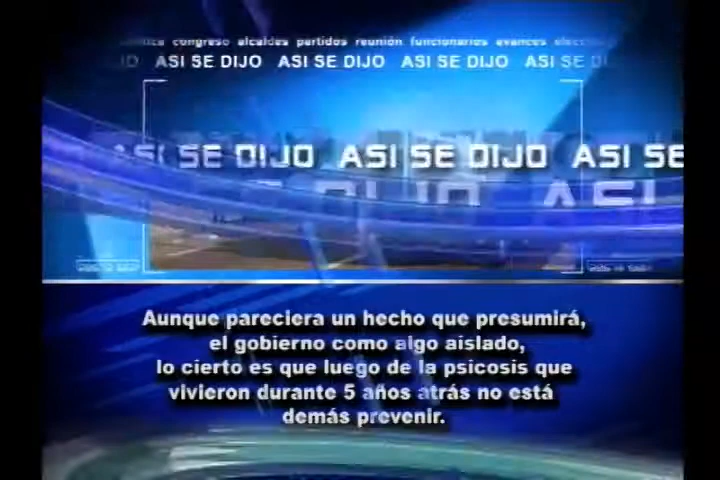 congreso alcaldes partidos reunión funcionarios avances
ASI SE DIJO ASI SE DIJO ASI SE DIJO ASI SE
ASI SE DIJO ASI SE DIJO ASI SE
ASI
Aunque pareciera un hecho que presumirá,
el gobierno como algo aislado,
lo cierto es que luego de la psicosis que
vivieron durante 5 años atrás no está
demás prevenir.